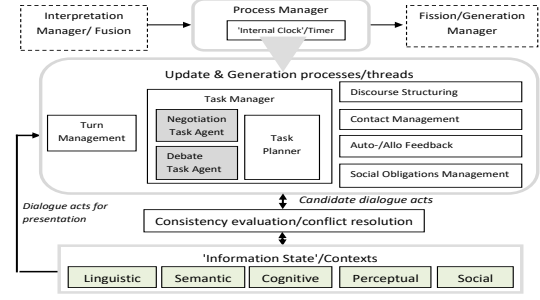 Interpretation
Manager/ Fusion
Process Manager
'Internal Clock'/Timer
Fission/Generation
Manager
Update & Generation processes/threads
Turn
Management
Task Manager
Negotiation
Task Agent
Debate
Task Agent
Task
Planner
Discourse Structuring
Contact Management
Auto-/Allo Feedback
Social Obligations Management
Dialogue acts for
presentation
Candidate dialogue acts
Consistency evaluation/conflict resolution
'Information State'/Contexts
Linguistic
Semantic
Cognitive
Perceptual
Social